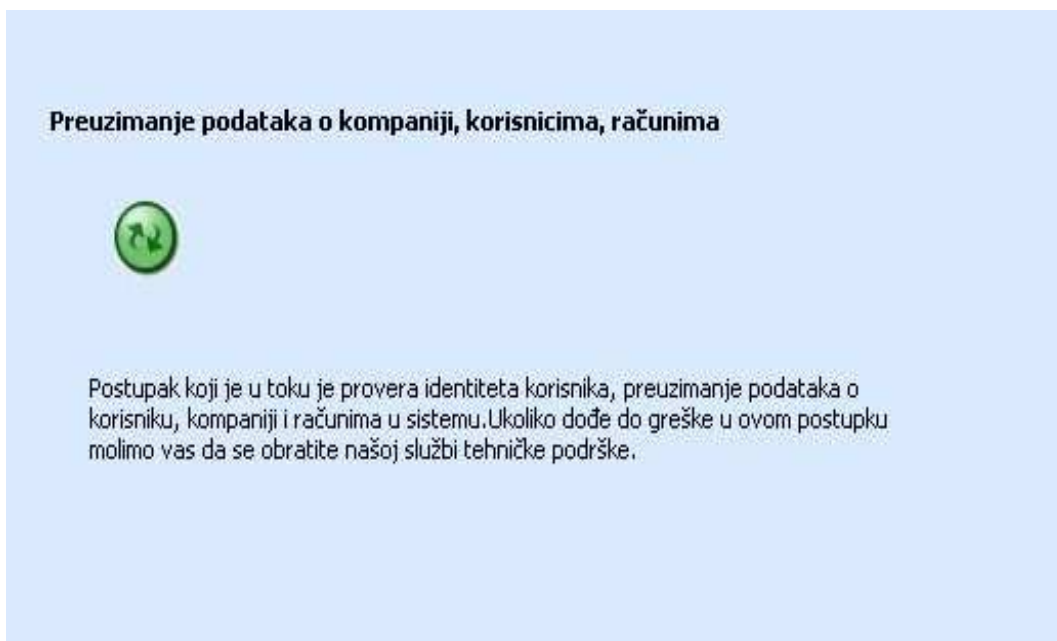 Preuzimanje podataka o kompaniji, korisnicima, računima
Postupak koji je u toku je provera identiteta korisnika, preuzimanje podataka o
korisniku, kompaniji i računima u sistemu.Ukoliko dođe do greške u ovom postupku
molimo vas da se obratite našoj službi tehničke podrške.